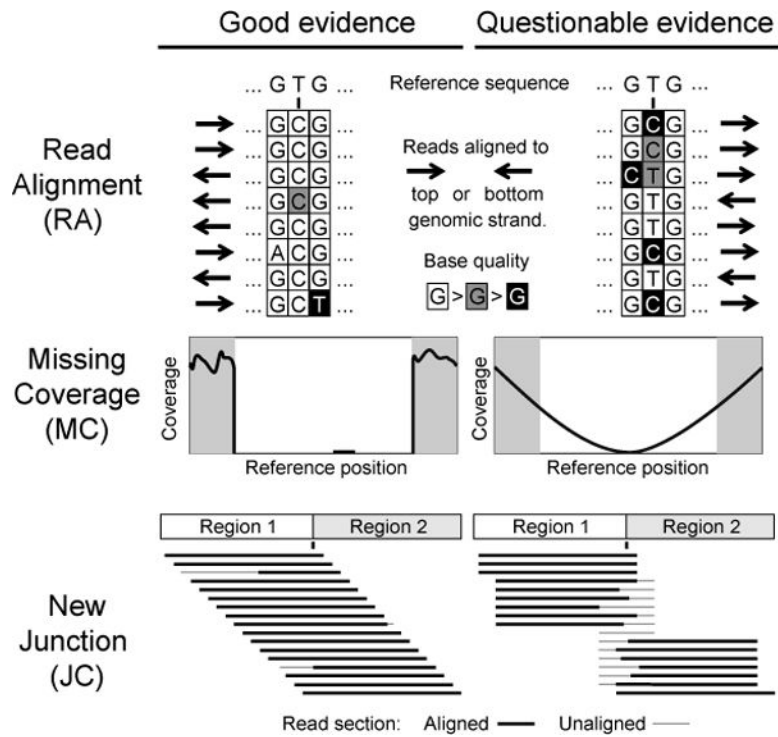 Good evidence
Questionable evidence
... G T G ...
Reference sequence
... G T G ...
Read
Alignment
(RA)
... G C G ...
... G C G ...
... G C G ...
... G C G ...
... G C G ...
... A C G ...
... G C G ...
... G C T ...
Reads aligned to
top or bottom
genomic strand.
Base quality
G > G > G
... G C G ...
... G C G ...
... C T G ...
... G T G ...
... G T G ...
... G C G ...
... G T G ...
... G C G ...
Missing
Coverage
(MC)
Coverage
Reference position
Coverage
Reference position
New
Junction
(JC)
Region 1
Region 2
Region 1
Region 2
Read section: Aligned Unaligned